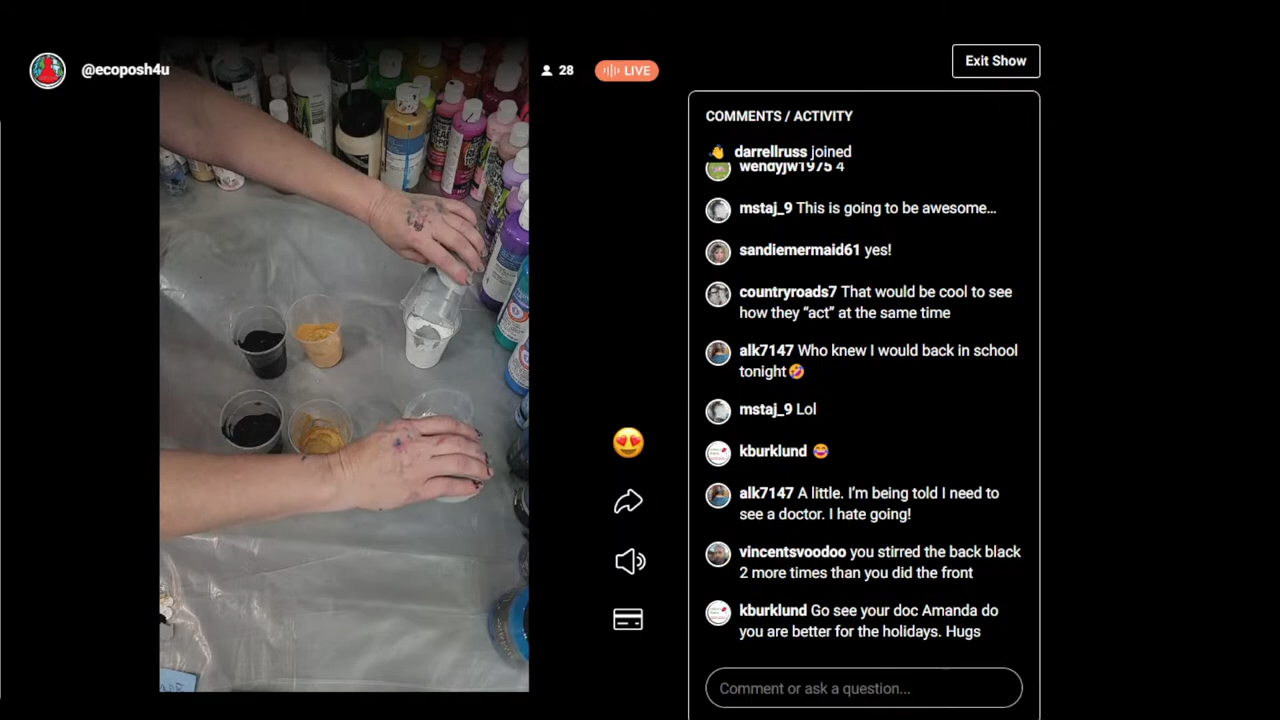 @ecoposh4u
28
LIVE
Exit Show
COMMENTS / ACTIVITY
darrellruss joined
wendyjw1975 4
mstaj_9 This is going to be awesome...
sandiemermaid61 yes!
countryroads7 That would be cool to see
how they “act” at the same time
alk7147 Who knew I would back in school
tonight🤣
mstaj_9 Lol
kburklund 😂
alk7147 A little. I’m being told I need to
see a doctor. I hate going!
vincentsvoodoo you stirred the back black
2 more times than you did the front
kburklund Go see your doc Amanda do
you are better for the holidays. Hugs
Comment or ask a question...